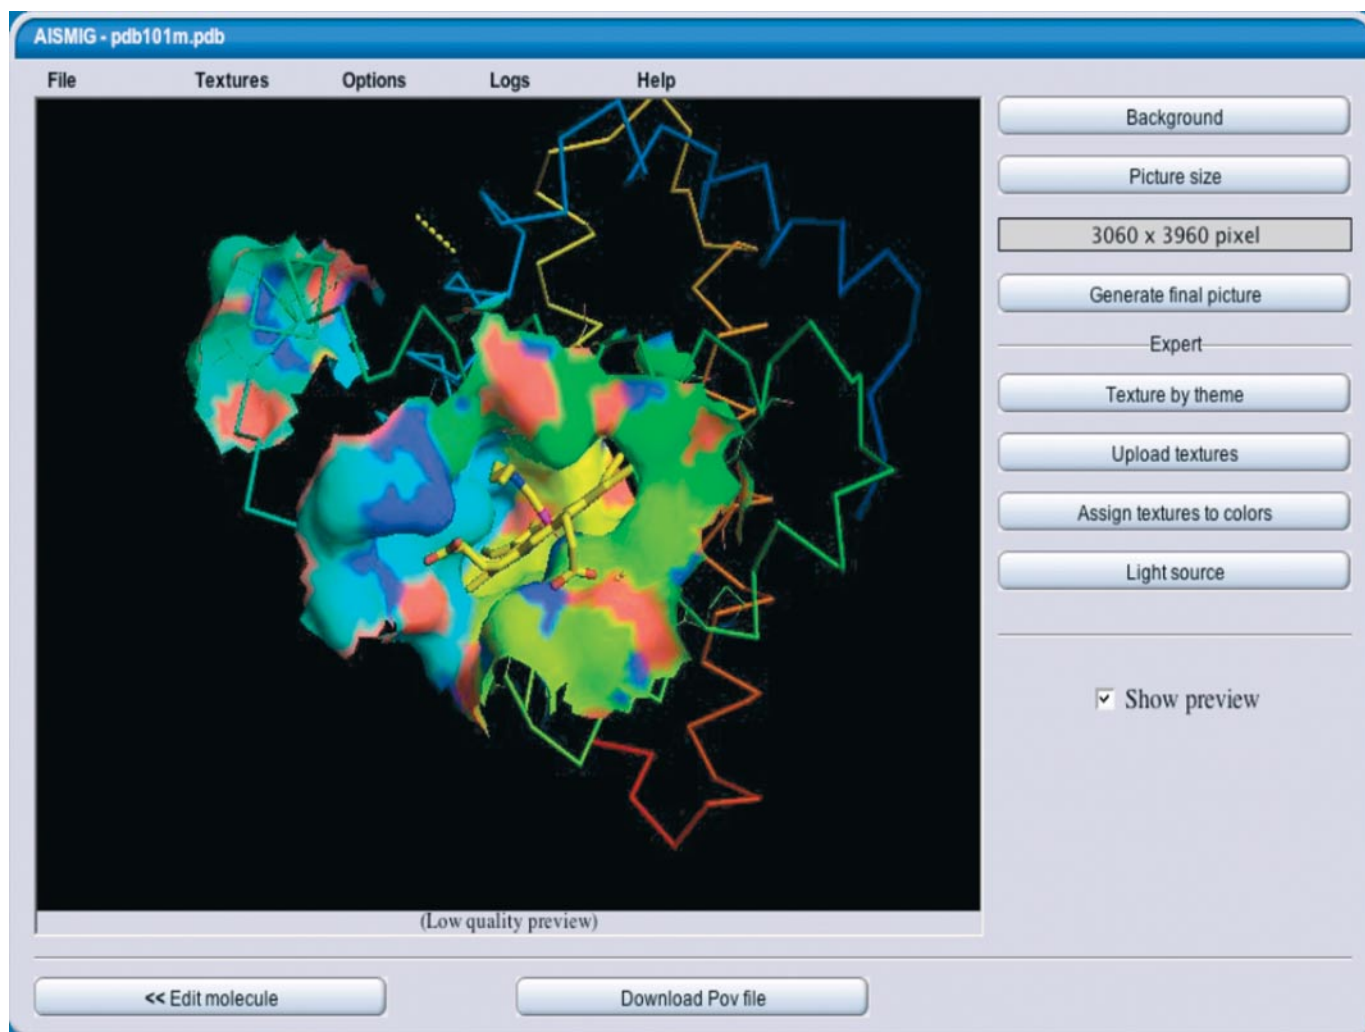 AISMIG - pdb101m.pdb
File Textures Options Logs Help
Background
Picture size
3060 x 3960 pixel
Generate final picture
Expert
Texture by theme
Upload textures
Assign textures to colors
Light source
Show preview
(Low quality preview)
<< Edit molecule
Download Pov file